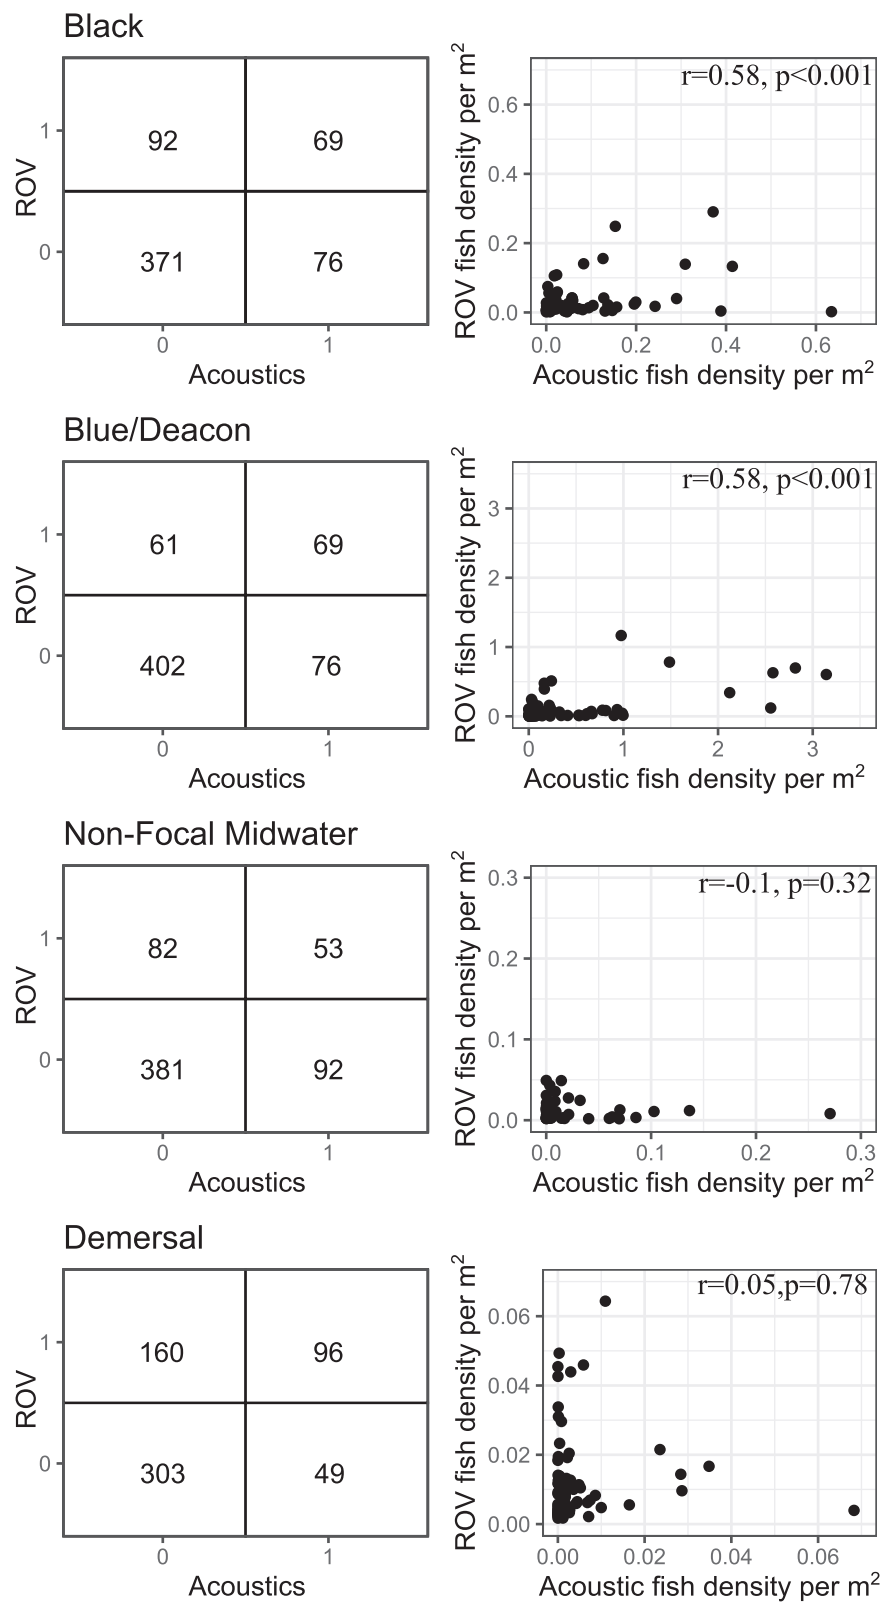 Black
ROV
1
92
69
0
371
76
0
1
Acoustics
ROV fish density per m²
r=0.58, p<0.001
0.6
0.4
0.2
0.0
0.0
0.2
0.4
0.6
Acoustic fish density per m²
Blue/Deacon
ROV
1
61
69
0
402
76
0
1
Acoustics
ROV fish density per m²
r=0.58, p<0.001
3
2
1
0
0
1
2
3
Acoustic fish density per m²
Non-Focal Midwater
ROV
1
82
53
0
381
92
0
1
Acoustics
ROV fish density per m²
r=-0.1, p=0.32
0.3
0.2
0.1
0.0
0.0
0.1
0.2
0.3
Acoustic fish density per m²
Demersal
ROV
1
160
96
0
303
49
0
1
Acoustics
ROV fish density per m²
r=0.05,p=0.78
0.06
0.04
0.02
0.00
0.00
0.02
0.04
0.06
Acoustic fish density per m²